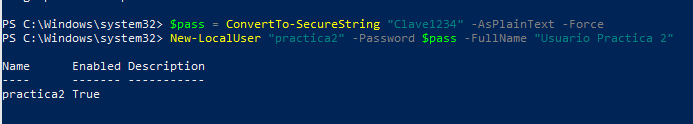 PS C:\Windows\system32> $pass = ConvertTo-SecureString "Clave1234" -AsPlainText -Force
PS C:\Windows\system32> New-LocalUser "practica2" -Password $pass -FullName "Usuario Practica 2"
Name Enabled Description
---- ------- -----------
practica2 True